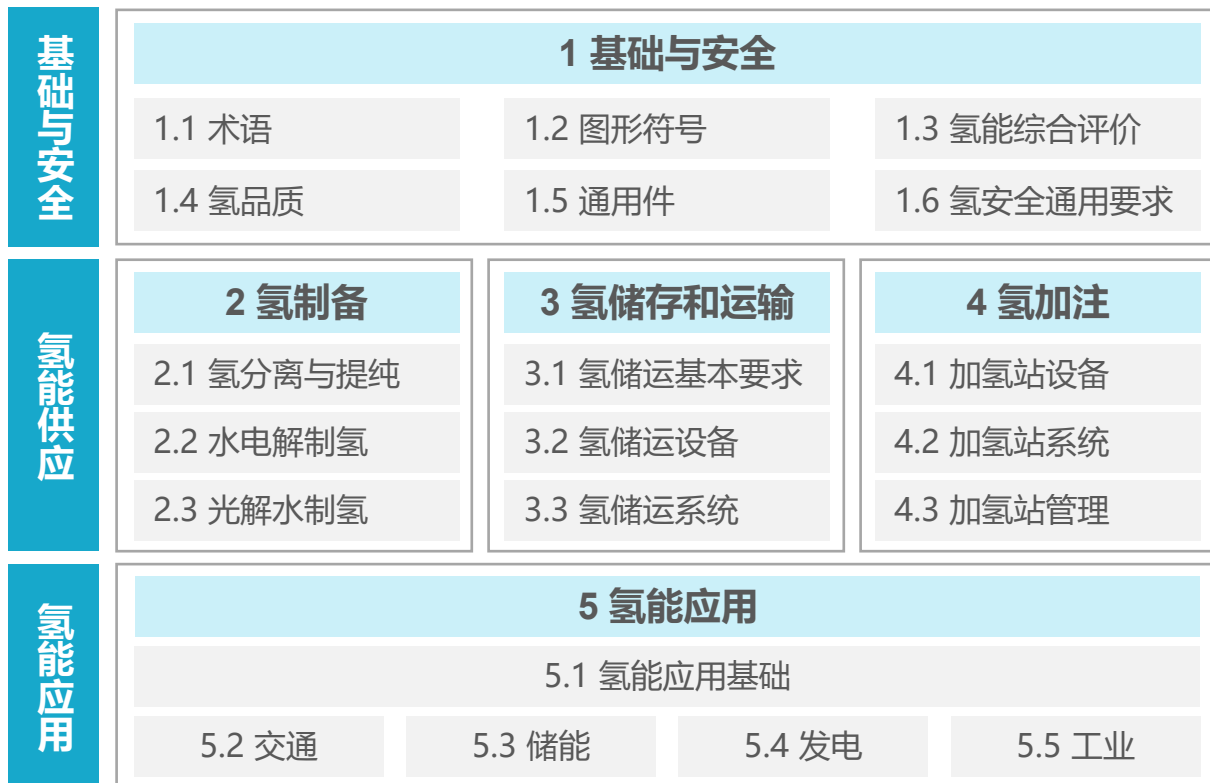 基础与安全
1 基础与安全
1.1 术语
1.2 图形符号
1.3 氢能综合评价
1.4 氢品质
1.5 通用件
1.6 氢安全通用要求
氢能供应
2 氢制备
2.1 氢分离与提纯
2.2 水电解制氢
2.3 光解水制氢
3 氢储存和运输
3.1 氢储运基本要求
3.2 氢储运设备
3.3 氢储运系统
4 氢加注
4.1 加氢站设备
4.2 加氢站系统
4.3 加氢站管理
氢能应用
5 氢能应用
5.1 氢能应用基础
5.2 交通
5.3 储能
5.4 发电
5.5 工业